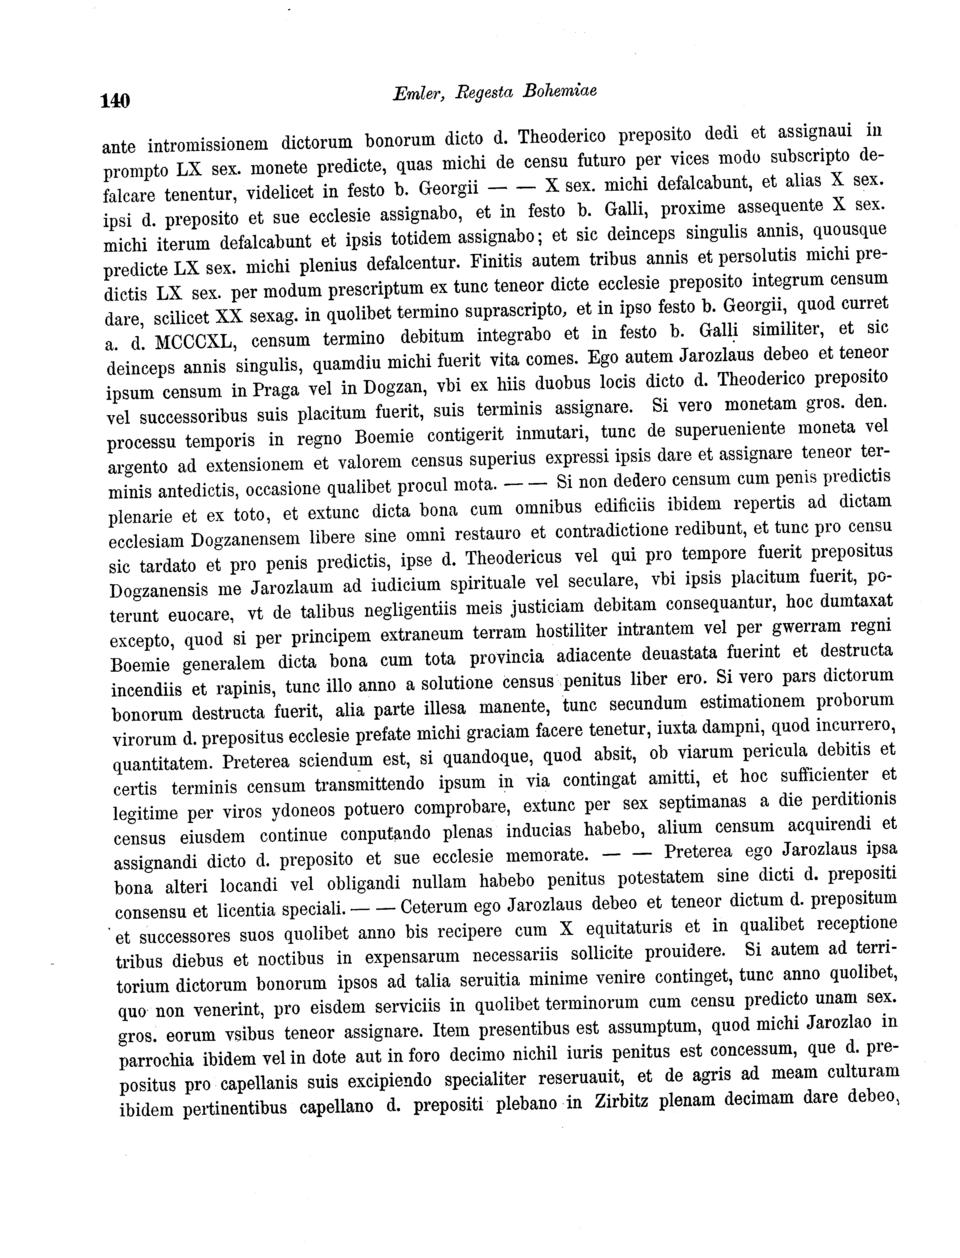 140
Emler, Regesta Bohemiae
ante intromissionem dictorum bonorum dicto d. Theoderico preposito dedi et assignaui in
prompto LX sex. monete predicte, quas michi de censu futuro per vices modo subscripto de-
falcare tenentur, videlicet in festo b. Georgii — — X sex. michi defalcabunt, et alias X sex.
ipsi d. preposito et sue ecclesie assignabo, et in festo b. Galli, proxime assequente X sex.
michi iterum defalcabunt et ipsis totidem assignabo; et sic deinceps singulis annis, quousque
predicte LX sex. michi plenius defalcentur. Finitis autem tribus annis et persolutis michi pre-
dictis LX sex. per modum prescriptum ex tunc teneor dicte ecclesie preposito integrum censum
dare, scilicet XX sexag. in quolibet termino suprascripto, et in ipso festo b. Georgii, quod curret
a. d. MCCCXL, censum termino debitum integrabo et in festo b. Galli similiter, et sic
deinceps annis singulis, quamdiu michi fuerit vita comes. Ego autem Jarozlaus debeo et teneor
ipsum censum in Praga vel in Dogzan, vbi ex hiis duobus locis dicto d. Theoderico preposito
vel successoribus suis placitum fuerit, suis terminis assignare. Si vero monetam gros. den.
processu temporis in regno Boemie contigerit inmutari, tunc de superueniente moneta vel
argento ad extensionem et valorem census superius expressi ipsis dare et assignare teneor ter-
minis antedictis, occasione qualibet procul mota. — — Si non dedero censum cum penis predictis
plenarie et ex toto, et extunc dicta bona cum omnibus edificiis ibidem repertis ad dictam
ecclesiam Dogzanensem libere sine omni restauro et contradictione redibunt, et tunc pro censu
sic tardato et pro penis predictis, ipse d. Theodericus vel qui pro tempore fuerit prepositus
Dogzanensis me Jarozlaum ad iudicium spirituale vel seculare, vbi ipsis placitum fuerit, po-
terunt euocare, vt de talibus negligentiis meis justiciam debitam consequantur, hoc dumtaxat
excepto, quod si per principem extraneum terram hostiliter intrantem vel per gwerram regni
Boemie generalem dicta bona cum tota provincia adiacente deuastata fuerint et destructa
incendiis et rapinis, tunc illo anno a solutione census penitus liber ero. Si vero pars dictorum
bonorum destructa fuerit, alia parte illesa manente, tunc secundum estimationem proborum
virorum d. prepositus ecclesie prefate michi graciam facere tenetur, iuxta dampni, quod incurrero,
quantitatem. Preterea sciendum est, si quandoque, quod absit, ob viarum pericula debitis et
certis terminis censum transmittendo ipsum in via contingat amitti, et hoc sufficienter et
legitime per viros ydoneos potuero comprobare, extunc per sex septimanas a die perditionis
census eiusdem continue conputando plenas inducias habebo, alium censum acquirendi et
assignandi dicto d. preposito et sue ecclesie memorate. — — Preterea ego Jarozlaus ipsa
bona alteri locandi vel obligandi nullam habebo penitus potestatem sine dicti d. prepositi
consensu et licentia speciali. — — Ceterum ego Jarozlaus debeo et teneor dictum d. prepositum
et successores suos quolibet anno bis recipere cum X equitaturis et in qualibet receptione
tribus diebus et noctibus in expensarum necessariis sollicite prouidere. Si autem ad terri-
torium dictorum bonorum ipsos ad talia seruitia minime venire continget, tunc anno quolibet,
quo non venerint, pro eisdem serviciis in quolibet terminorum cum censu predicto unam sex.
gros. eorum vsibus teneor assignare. Item presentibus est assumptum, quod michi Jarozlao in
parrochia ibidem vel in dote aut in foro decimo nichil iuris penitus est concessum, que d. pre-
positus pro capellanis suis excipiendo specialiter reseruauit, et de agris ad meam culturam
ibidem pertinentibus capellano d. prepositi plebano in Zirbitz plenam decimam dare debeo,